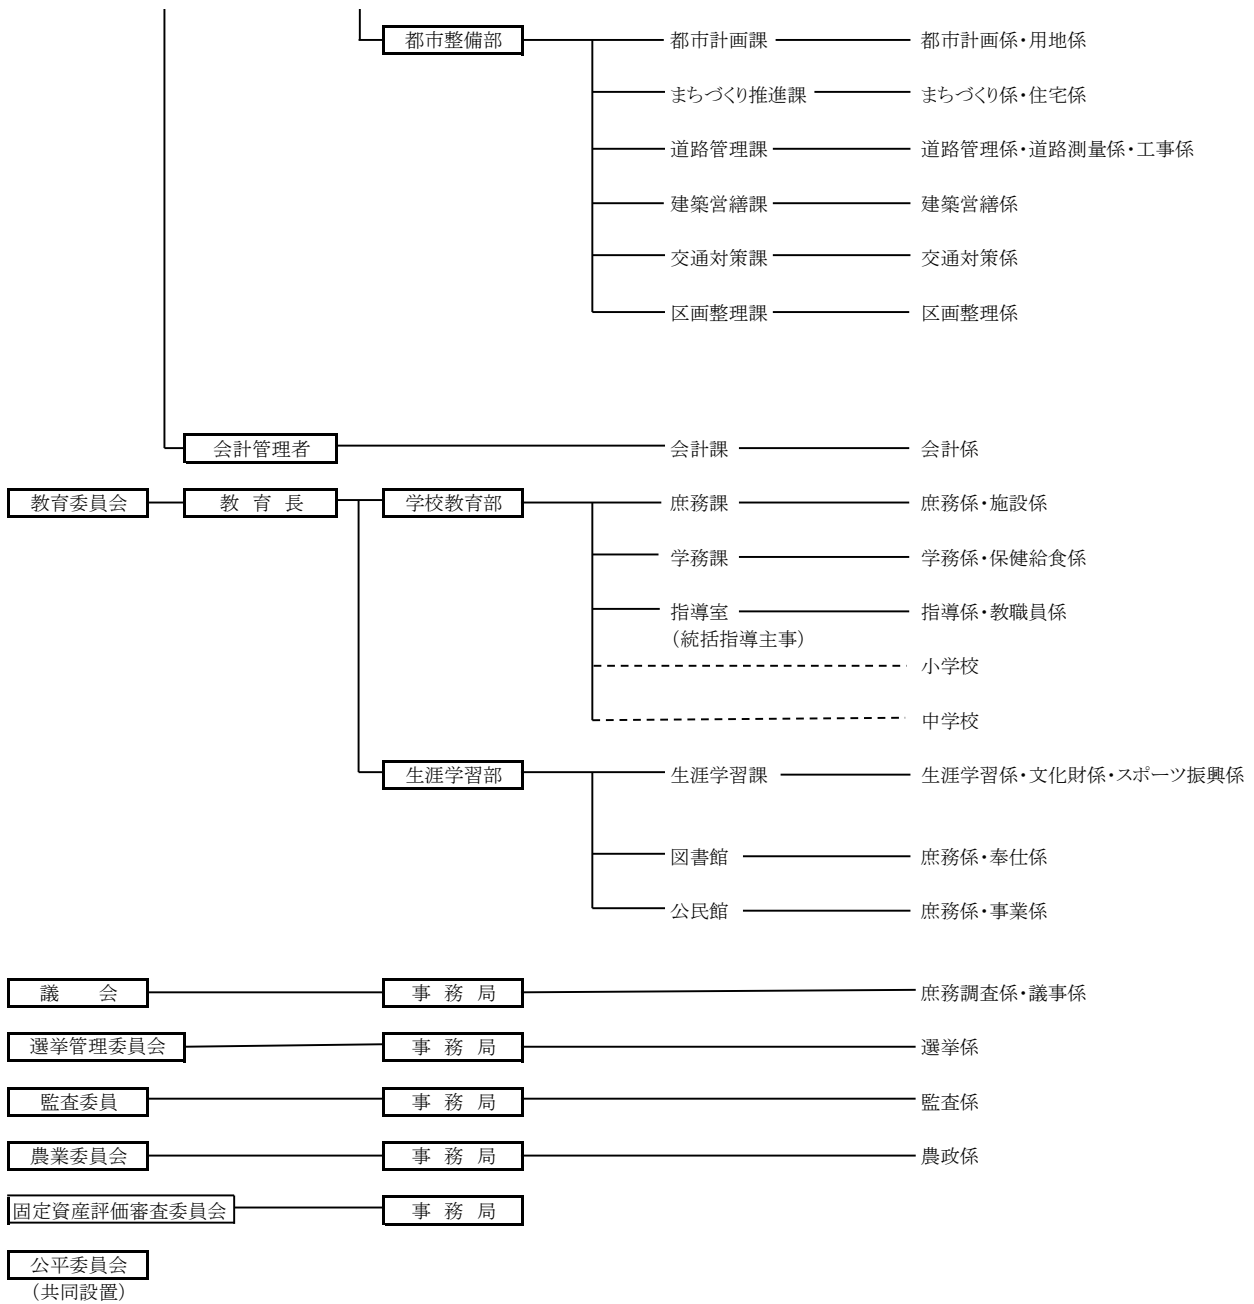 都市整備部 都市計画課 都市計画係・用地係
まちづくり推進課 まちづくり係・住宅係
道路管理課 道路管理係・道路測量係・工事係
建築営繕課 建築営繕係
交通対策課 交通対策係
区画整理課 区画整理係
会計管理者 会計課 会計係
教育委員会 教育長 学校教育部 庶務課 庶務係・施設係
学務課 学務係・保健給食係
指導室 指導係・教職員係
（統括指導主事）
小学校
中学校
生涯学習部 生涯学習課 生涯学習係・文化財係・スポーツ振興係
図書館 庶務係・奉仕係
公民館 庶務係・事業係
議会 事務局 庶務調査係・議事係
選挙管理委員会 事務局 選挙係
監査委員 事務局 監査係
農業委員会 事務局 農政係
固定資産評価審査委員会 事務局
公平委員会
（共同設置）